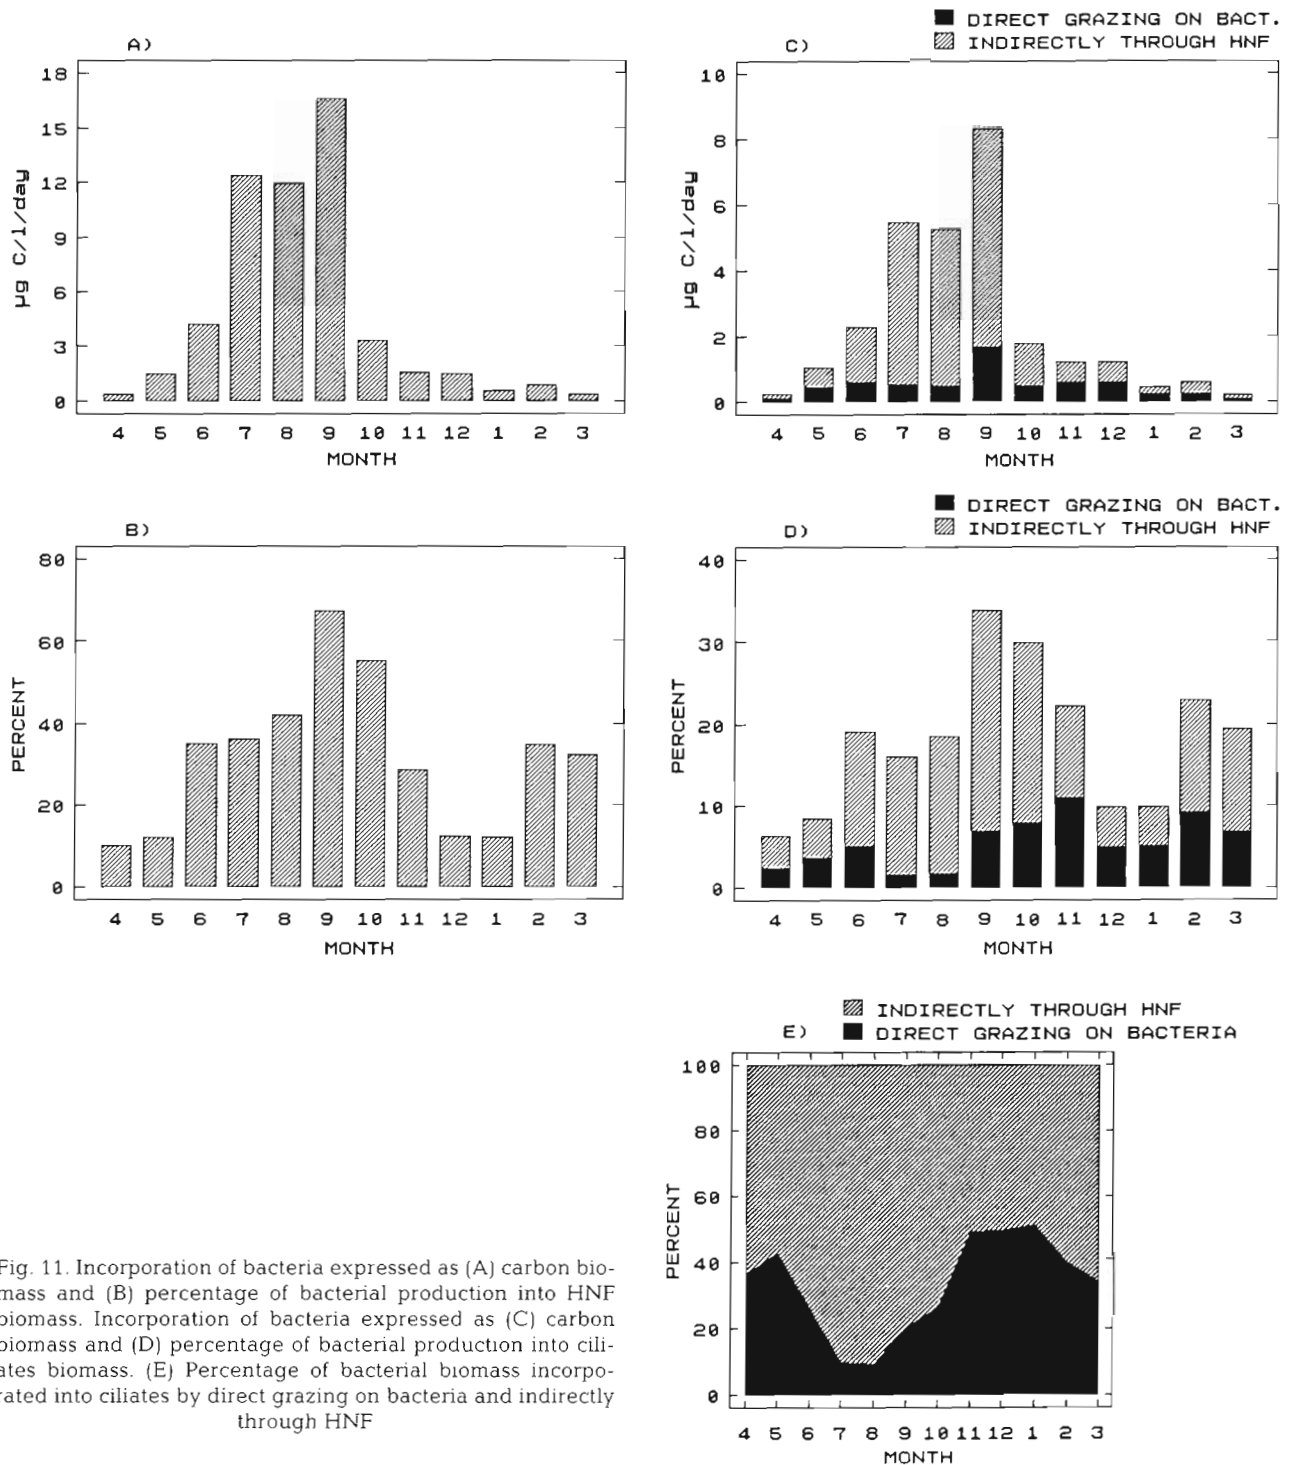 A)
18
15
12
9
6
3
0
µg C/l/day
4 5 6 7 8 9 10 11 12 1 2 3
MONTH
DIRECT GRAZING ON BACT.
INDIRECTLY THROUGH HNF
C)
10
8
6
4
2
0
µg C/l/day
4 5 6 7 8 9 10 11 12 1 2 3
MONTH
B)
80
60
40
20
0
PERCENT
4 5 6 7 8 9 10 11 12 1 2 3
MONTH
DIRECT GRAZING ON BACT.
INDIRECTLY THROUGH HNF
D)
40
30
20
10
0
PERCENT
4 5 6 7 8 9 10 11 12 1 2 3
MONTH
INDIRECTLY THROUGH HNF
DIRECT GRAZING ON BACTERIA
E)
100
80
60
40
20
0
PERCENT
4 5 6 7 8 9 10 11 12 1 2 3
MONTH
Fig. 11. Incorporation of bacteria expressed as (A) carbon bio-
mass and (B) percentage of bacterial production into HNF
biomass. Incorporation of bacteria expressed as (C) carbon
biomass and (D) percentage of bacterial production into cili-
ates biomass. (E) Percentage of bacterial biomass incorpo-
rated into ciliates by direct grazing on bacteria and indirectly
through HNF